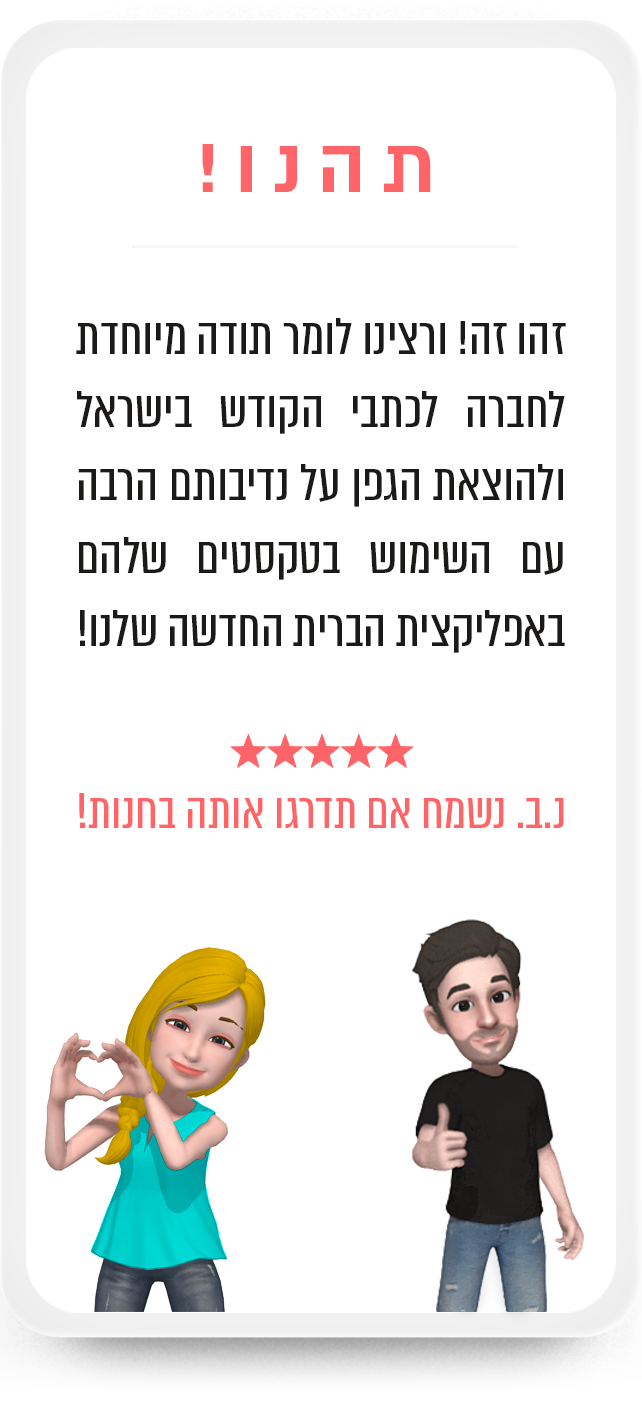 תהנו!
זהו זה! ורצינו לומר תודה מיוחדת
לחברה לכתבי הקודש בישראל
ולהוצאת הגפן על נדיבותם הרבה
עם השימוש בטקסטים שלהם
באפליקצית הברית החדשה שלנו!
★★★★★
נ.ב. נשמח אם תדרגו אותה בחנות!